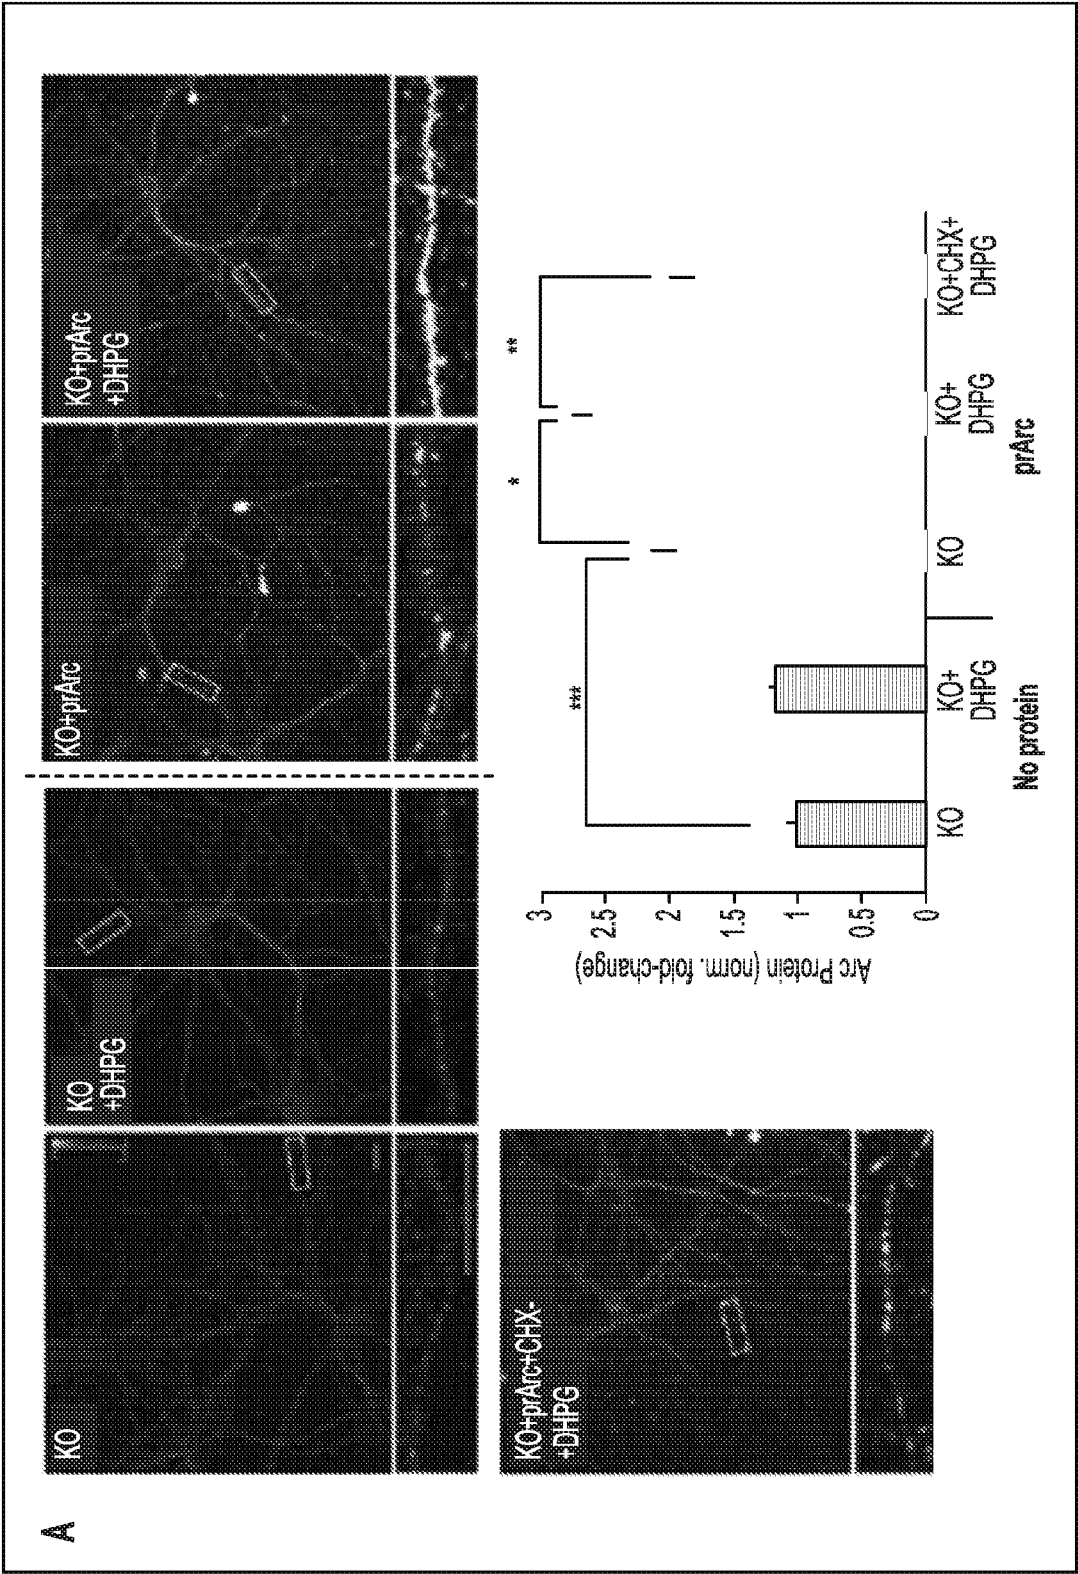 A
KO
KO
+DHPG
KO+prArc
KO+prArc
+DHPG
KO+prArc+CHX-
+DHPG
Arc Protein (norm. fold-change)
3
2.5
2
1.5
1
0.5
0
***
*
**
KO
KO+
DHPG
KO
KO+
DHPG
KO+CHX+
DHPG
No protein
prArc